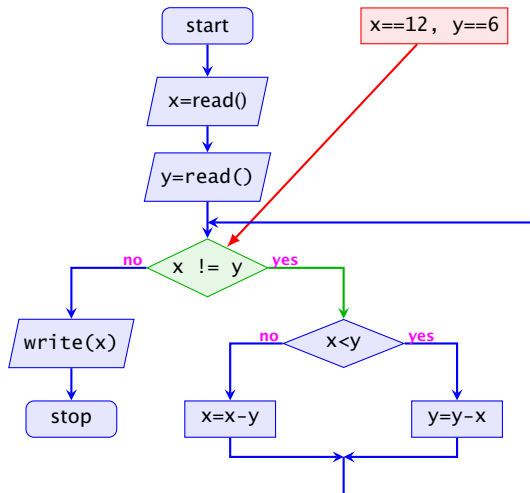 start
x==12, y==6
x=read()
y=read()
no
x != y
yes
write(x)
no
x<y
yes
stop
x=x-y
y=y-x